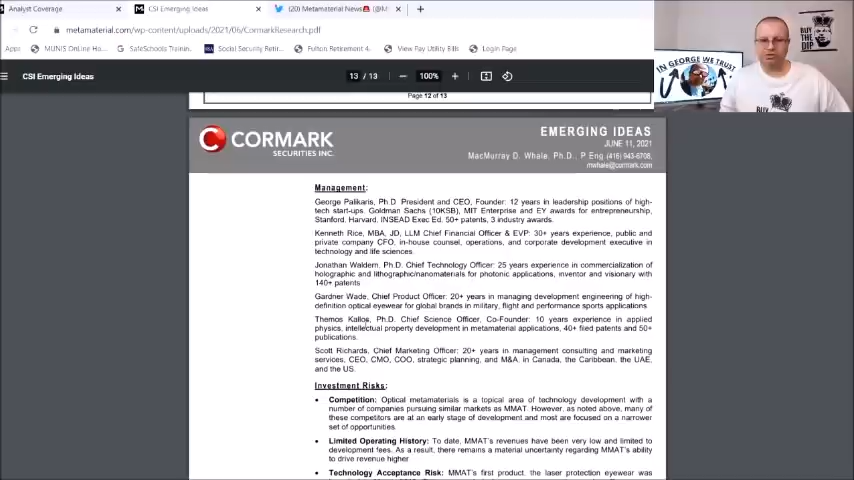 Analyst Coverage
CSI Emerging Ideas
(20) Metamaterial News
metamaterial.com/wp-content/uploads/2021/06/CormarkResearch.pdf
Apps
MUNIS Online Ho...
SafeSchools Trainin...
Social Security Retir...
Fulton Retirement 4...
View Pay Utility Bills
Login Page
CSI Emerging Ideas
13 / 13
100%
IN GEORGE WE TRUST
BUY
THE
DIP
BUY
Page 12 of 13
CORMARK
SECURITIES INC.
EMERGING IDEAS
JUNE 11, 2021
MacMurray D. Whale, Ph.D., P. Eng (416) 943-6708,
mwhale@cormark.com
Management:
George Palikaris, Ph.D. President and CEO, Founder: 12 years in leadership positions of high-
tech start-ups. Goldman Sachs (10KSB), MIT Enterprise and EY awards for entrepreneurship,
Stanford, Harvard, INSEAD Exec Ed. 50+ patents, 3 industry awards.
Kenneth Rice, MBA, JD, LLM Chief Financial Officer & EVP: 30+ years experience, public and
private company CFO, in-house counsel, operations, and corporate development executive in
technology and life sciences
Jonathan Waldern, Ph.D. Chief Technology Officer: 25 years experience in commercialization of
holographic and lithographic/nanomaterials for photonic applications, inventor and visionary with
140+ patents
Gardner Wade, Chief Product Officer: 20+ years in managing development engineering of high-
definition optical eyewear for global brands in military, flight and performance sports applications
Themos Kallos, Ph.D. Chief Science Officer, Co-Founder: 10 years experience in applied
physics, intellectual property development in metamaterial applications, 40+ filed patents and 50+
publications.
Scott Richards, Chief Marketing Officer: 20+ years in management consulting and marketing
services, CEO, CMO, COO, strategic planning, and M&A, in Canada, the Caribbean, the UAE,
and the US.
Investment Risks:
• Competition: Optical metamaterials is a topical area of technology development with a
number of companies pursuing similar markets as MMAT. However, as noted above, many of
these competitors are at an early stage of development and most are focused on a narrower
set of opportunities.
• Limited Operating History: To date, MMAT's revenues have been very low and limited to
development fees. As a result, there remains a material uncertainty regarding MMAT's ability
to drive revenue higher
• Technology Acceptance Risk: MMAT's first product, the laser protection eyewear was